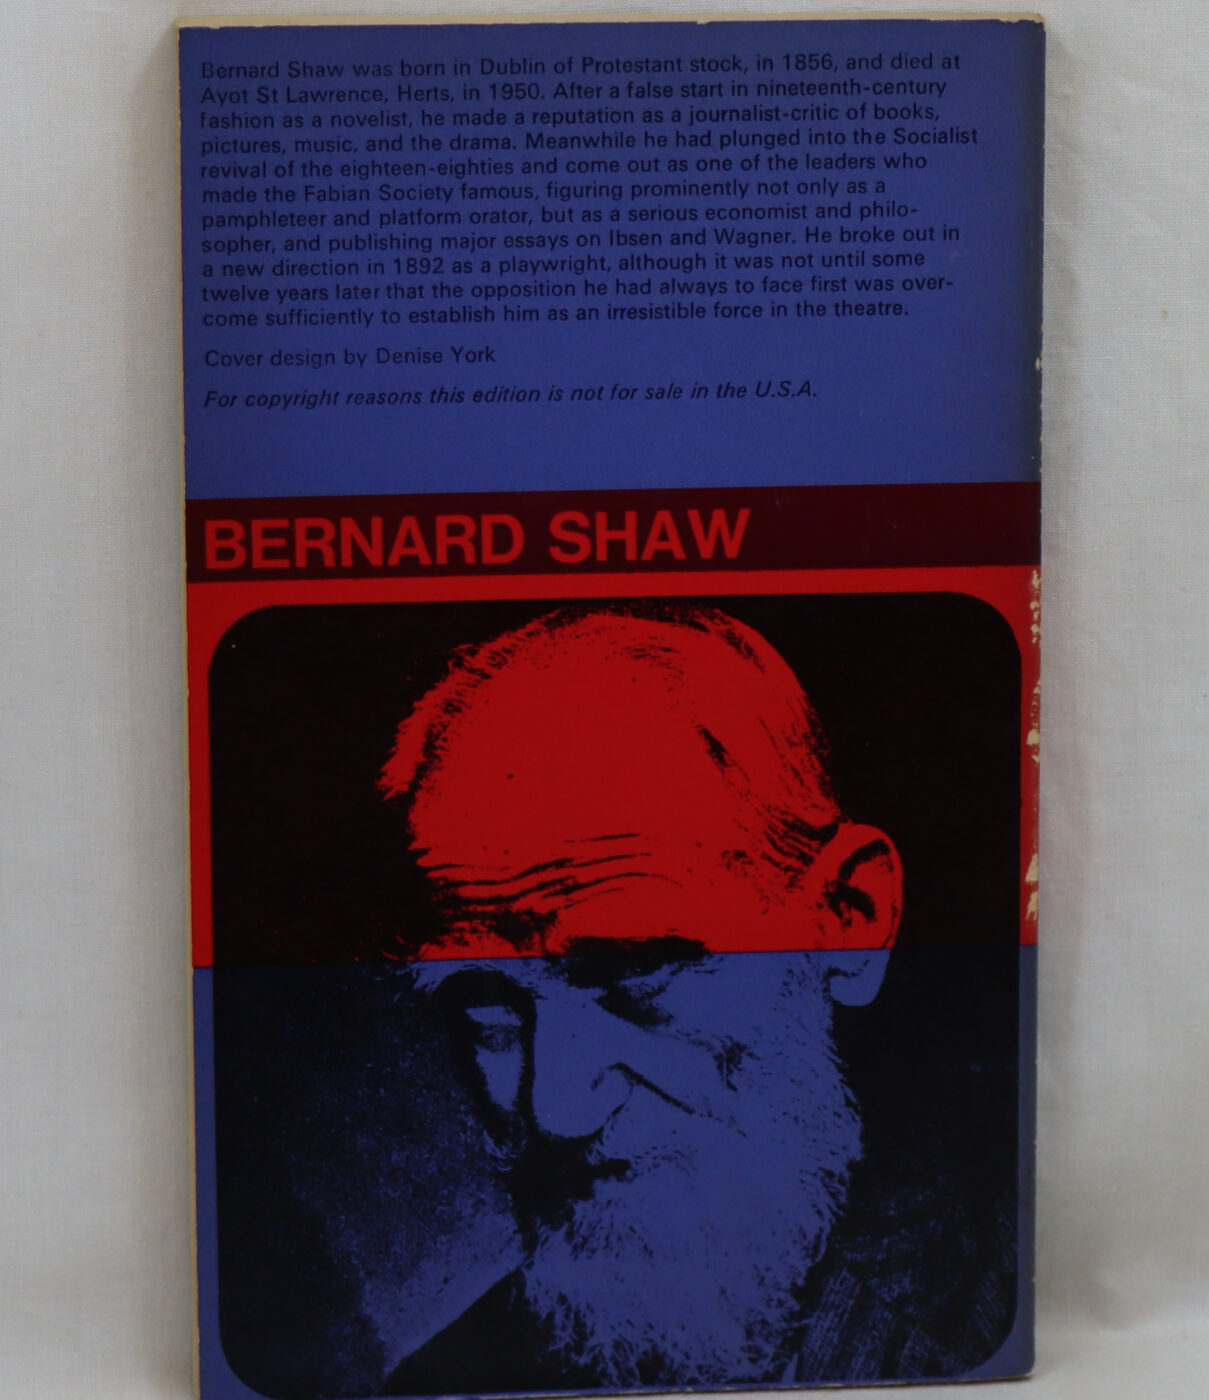 Bernard Shaw was born in Dublin of Protestant stock, in 1856, and died at
Ayot St Lawrence, Herts, in 1950. After a false start in nineteenth-century
fashion as a novelist, he made a reputation as a journalist-critic of books,
pictures, music, and the drama. Meanwhile he had plunged into the Socialist
revival of the eighteen-eighties and come out as one of the leaders who
made the Fabian Society famous, figuring prominently not only as a
pamphleteer and platform orator, but as a serious economist and philo-
sopher, and publishing major essays on Ibsen and Wagner. He broke out in
a new direction in 1892 as a playwright, although it was not until some
twelve years later that the opposition he had always to face first was over-
come sufficiently to establish him as an irresistible force in the theatre.
Cover design by Denise York
For copyright reasons this edition is not for sale in the U.S.A.
BERNARD SHAW